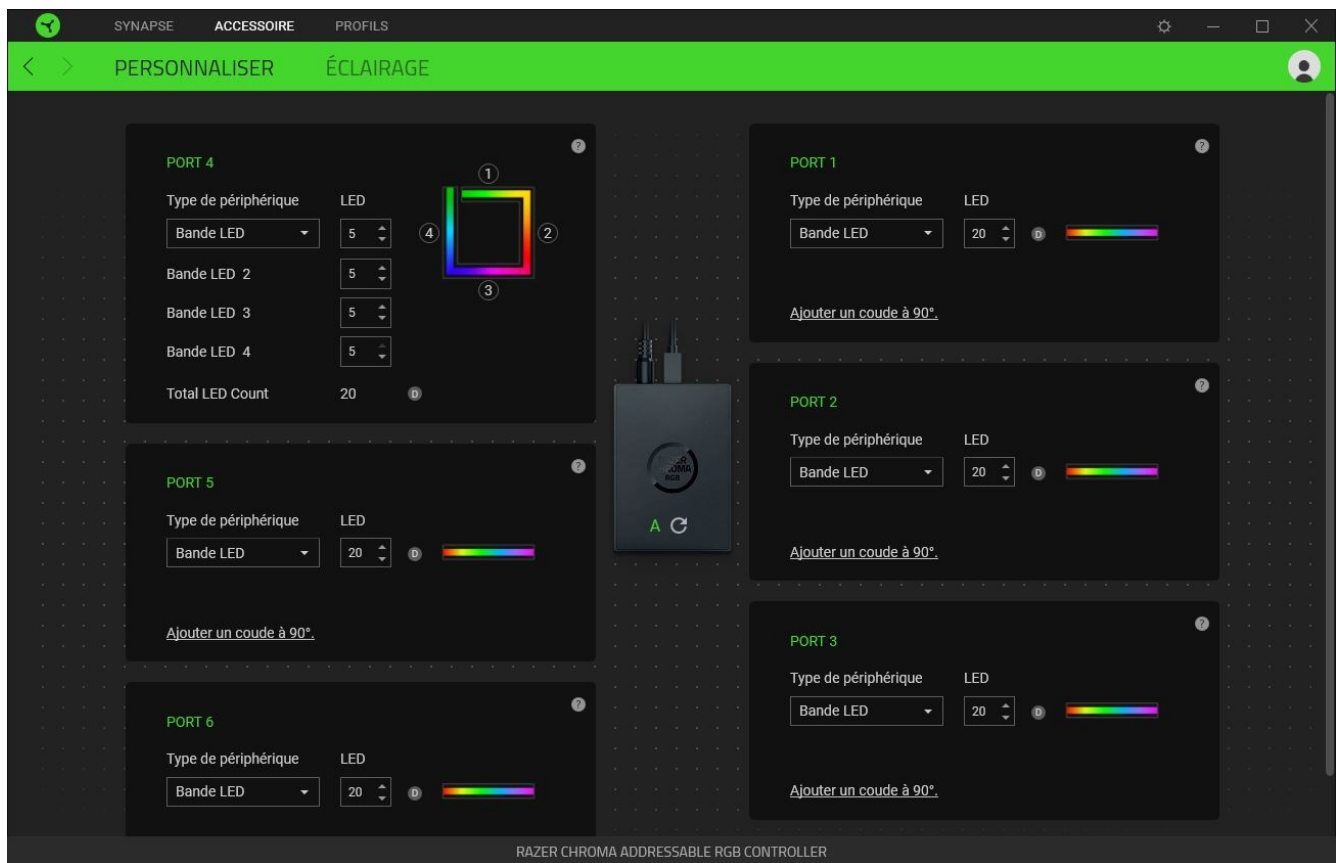 SYNAPSE ACCESSOIRE PROFILS
PERSONNALISER ÉCLAIRAGE
PORT 4
1
Type de périphérique LED
Bande LED 5
4 2
Bande LED 2 5
3
Bande LED 3 5
Bande LED 4 5
Total LED Count 20 D
PORT 5
Type de périphérique LED
Bande LED 20 D
Ajouter un coude à 90°.
PORT 6
Type de périphérique LED
Bande LED 20 D
RAZER
CHROMA
RGB
A
PORT 1
Type de périphérique LED
Bande LED 20 D
Ajouter un coude à 90°.
PORT 2
Type de périphérique LED
Bande LED 20 D
Ajouter un coude à 90°.
PORT 3
Type de périphérique LED
Bande LED 20 D
Ajouter un coude à 90°.
RAZER CHROMA ADDRESSABLE RGB CONTROLLER